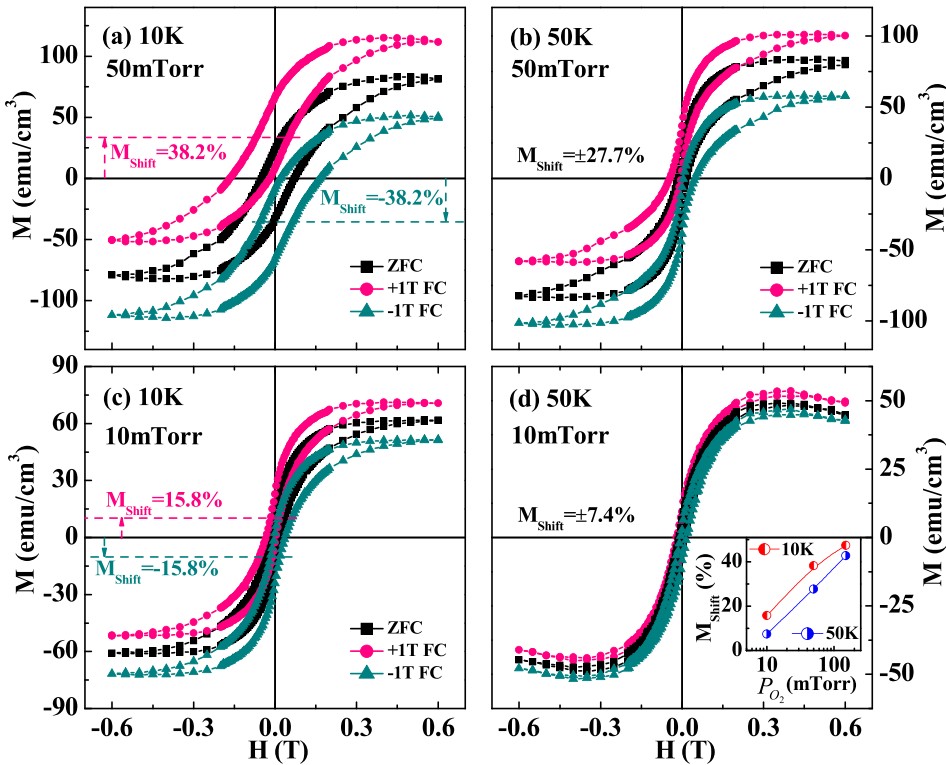 (a) 10K
50mTorr
M (emu/cm³)
100
50
0
-50
-100
M_Shift=38.2%
M_Shift=-38.2%
ZFC
+1T FC
-1T FC
(b) 50K
50mTorr
M_Shift=±27.7%
ZFC
+1T FC
-1T FC
M (emu/cm³)
100
50
0
-50
-100
(c) 10K
10mTorr
M (emu/cm³)
90
60
30
0
-30
-60
-90
M_Shift=15.8%
M_Shift=-15.8%
ZFC
+1T FC
-1T FC
-0.6 -0.3 0.0 0.3 0.6
H (T)
(d) 50K
10mTorr
M_Shift=±7.4%
M (emu/cm³)
50
25
0
-25
-50
M_Shift (%)
40
20
0
10K
50K
10 100
P_O₂ (mTorr)
-0.6 -0.3 0.0 0.3 0.6
H (T)